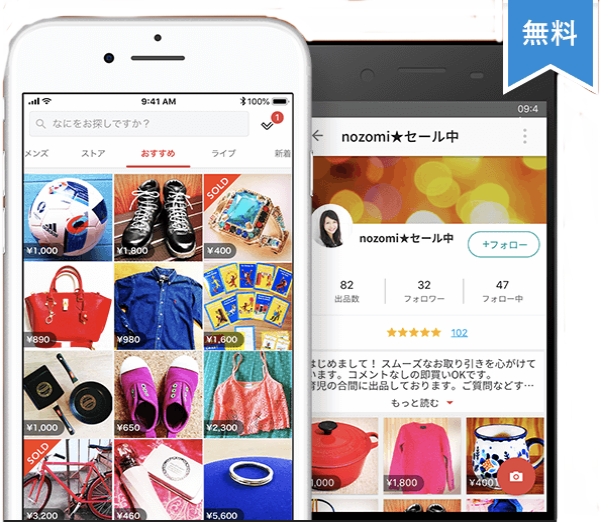 無料
9:41 AM
100%
なにをお探しですか？
1
メンズ
ストア
おすすめ
ライブ
新着
SOLD
¥1,000
¥1,800
¥400
¥890
¥980
¥1,600
¥1,000
¥650
¥2,300
SOLD
¥3,200
¥460
¥5,600
09:4
nozomi★セール中
nozomi★セール中
+フォロー
82
32
47
出品数
フォロワー
フォロー中
★★★★★ 102
はじめまして！ スムーズなお取り引きを心がけて
います。コメントなしの即買いOKです。
育児の合間に出品しております。ご質問などす…
もっと読む
1,000
¥1,800
¥400